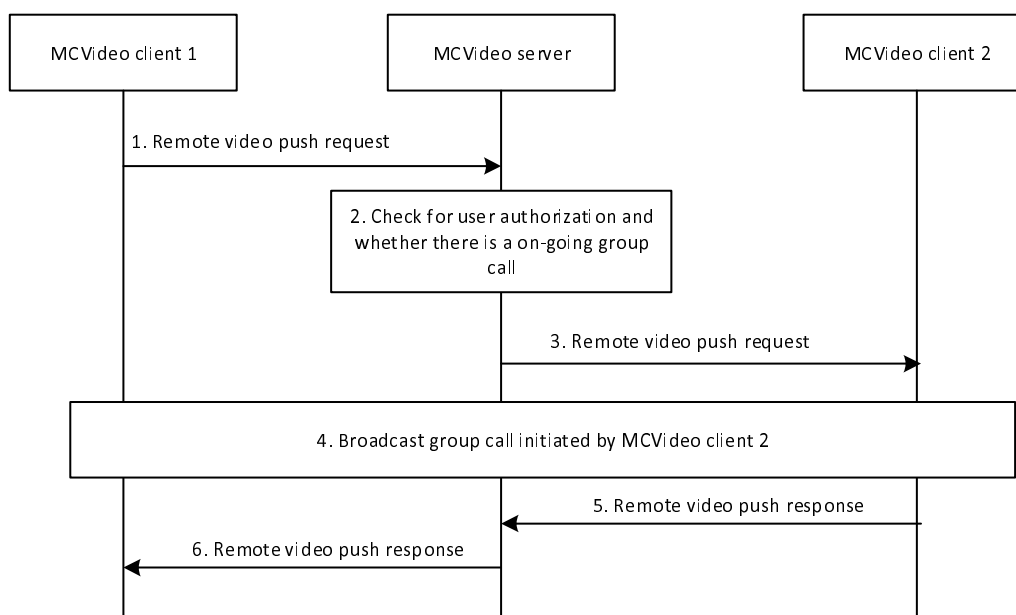 MCVideo client 1
MCVideo server
MCVideo client 2
1. Remote video push request
2. Check for user authorization and
whether there is a on-going group
call
3. Remote video push request
4. Broadcast group call initiated by MCVideo client 2
5. Remote video push response
6. Remote video push response